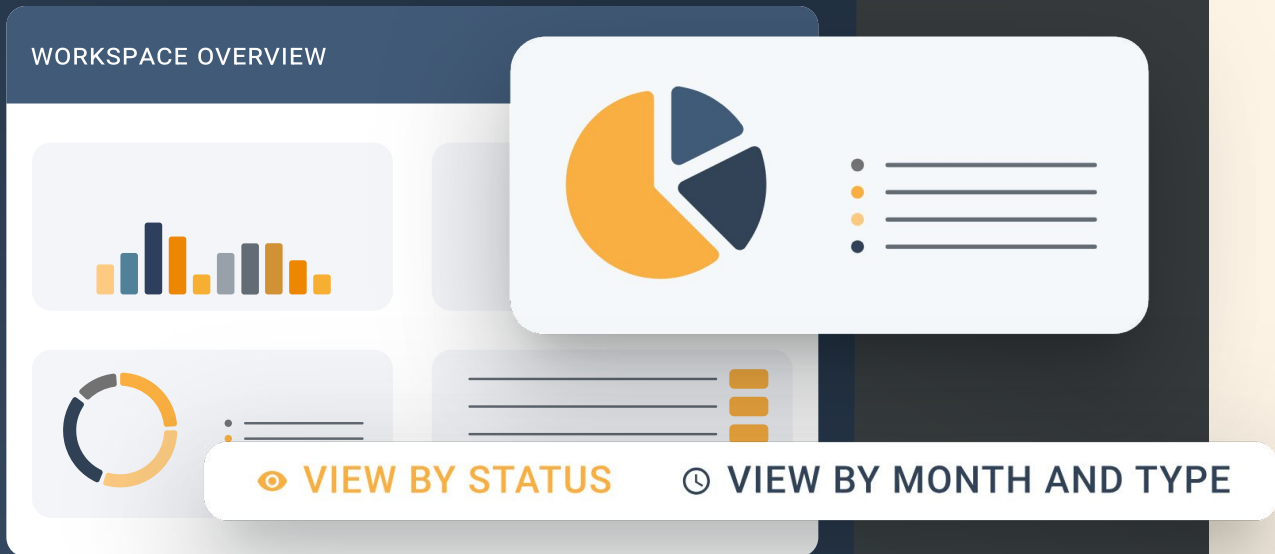 WORKSPACE OVERVIEW
VIEW BY STATUS
VIEW BY MONTH AND TYPE